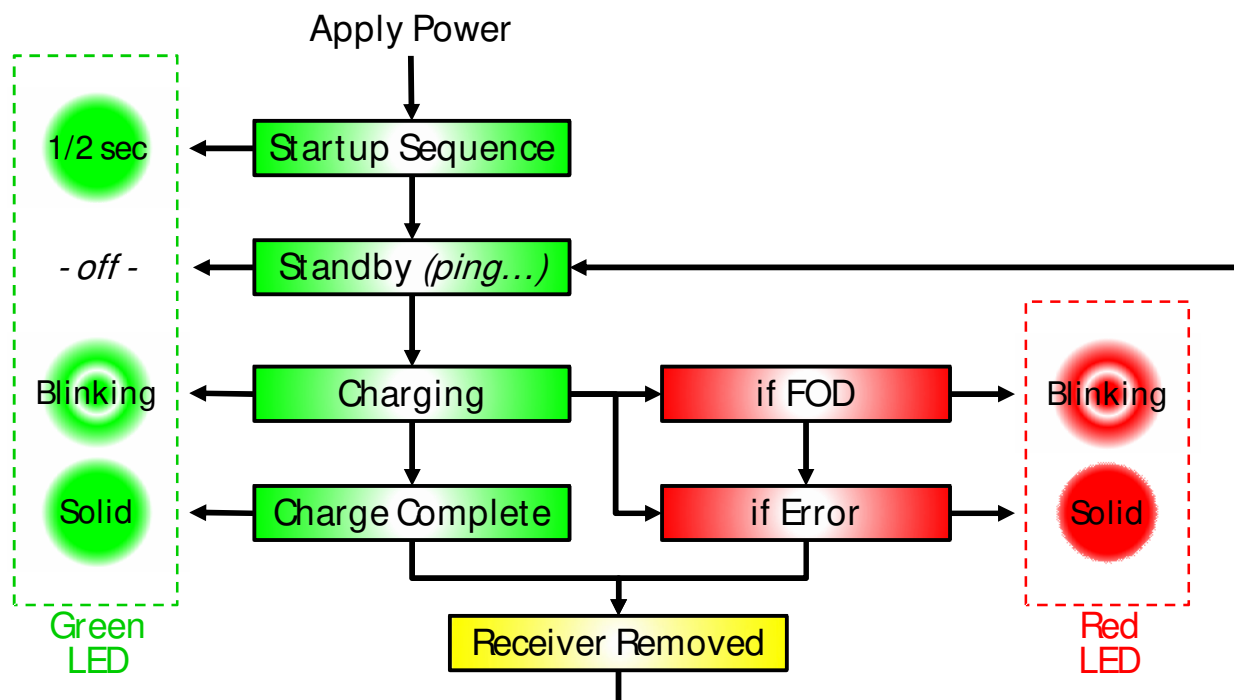 Apply Power
1/2 sec
Startup Sequence
- off -
Standby (ping...)
Blinking
Charging
if FOD
Blinking
Solid
Charge Complete
if Error
Solid
Green
LED
Receiver Removed
Red
LED